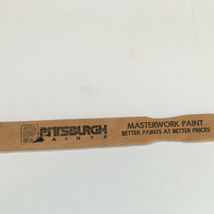 PITTSBURGH
PAINTS
MASTERWORK PAINT
BETTER PAINTS AT BETTER PRICES